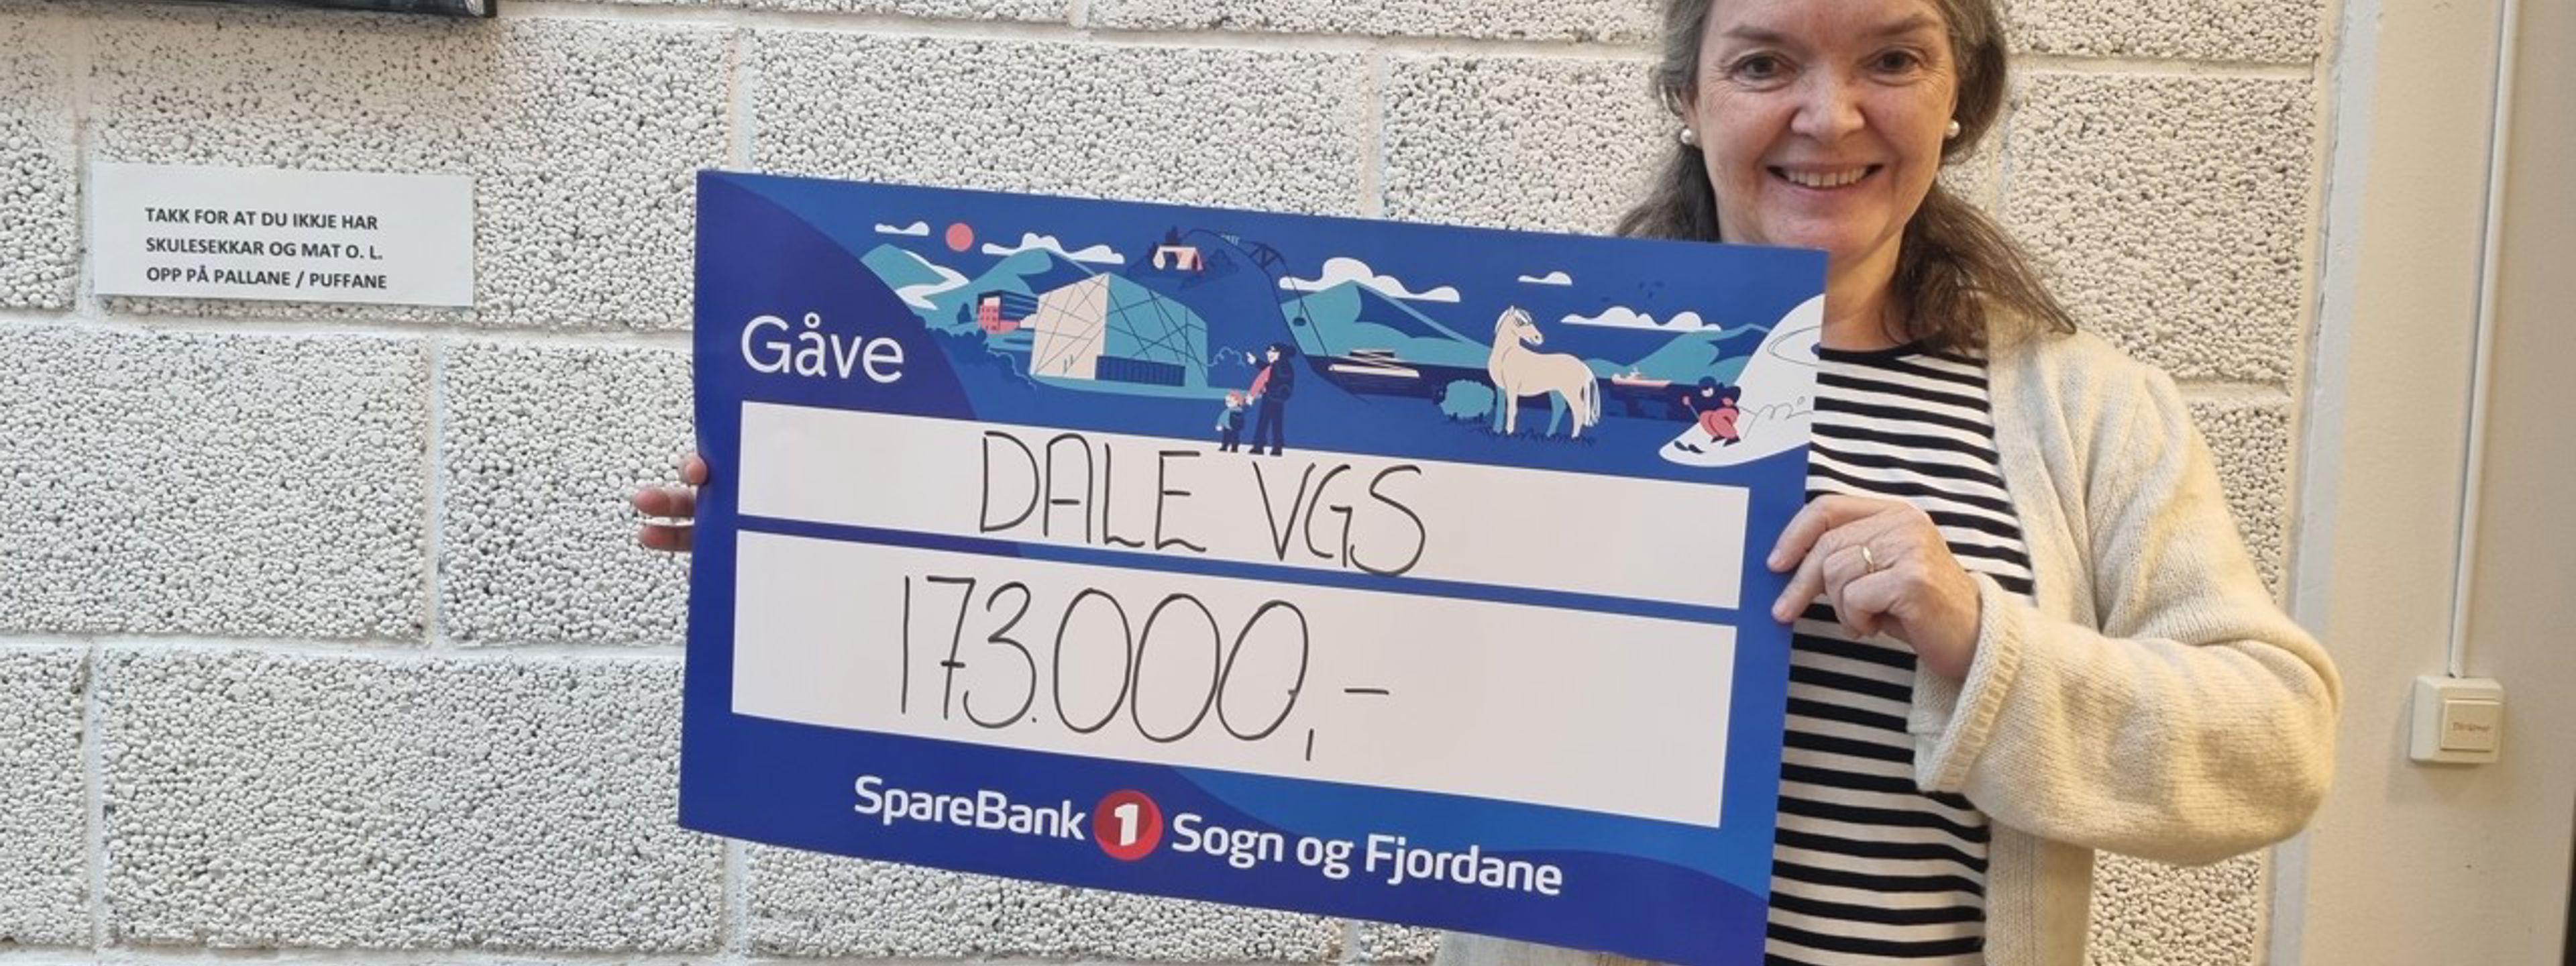 TAKK FOR AT DU IKKJE HAR
SKULESEKKAR OG MAT O. L.
OPP PÅ PALLANE / PUFFANE
Gåve
DALE VGS
173.000,-
SpareBank 1 Sogn og Fjordane